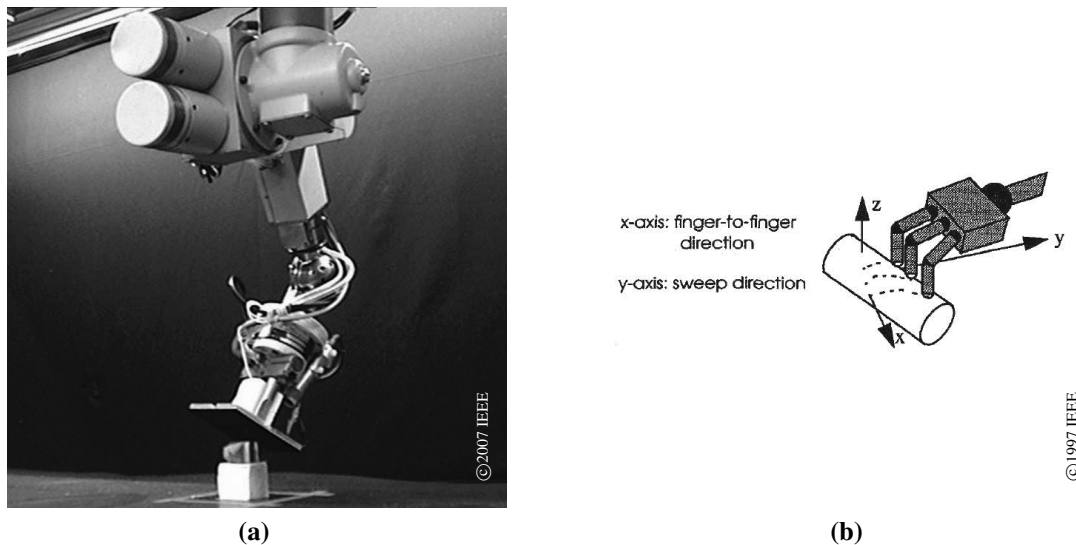 ©2007 IEEE
x-axis: finger-to-finger
direction
y-axis: sweep direction
z
y
x
©1997 IEEE
(a)
(b)